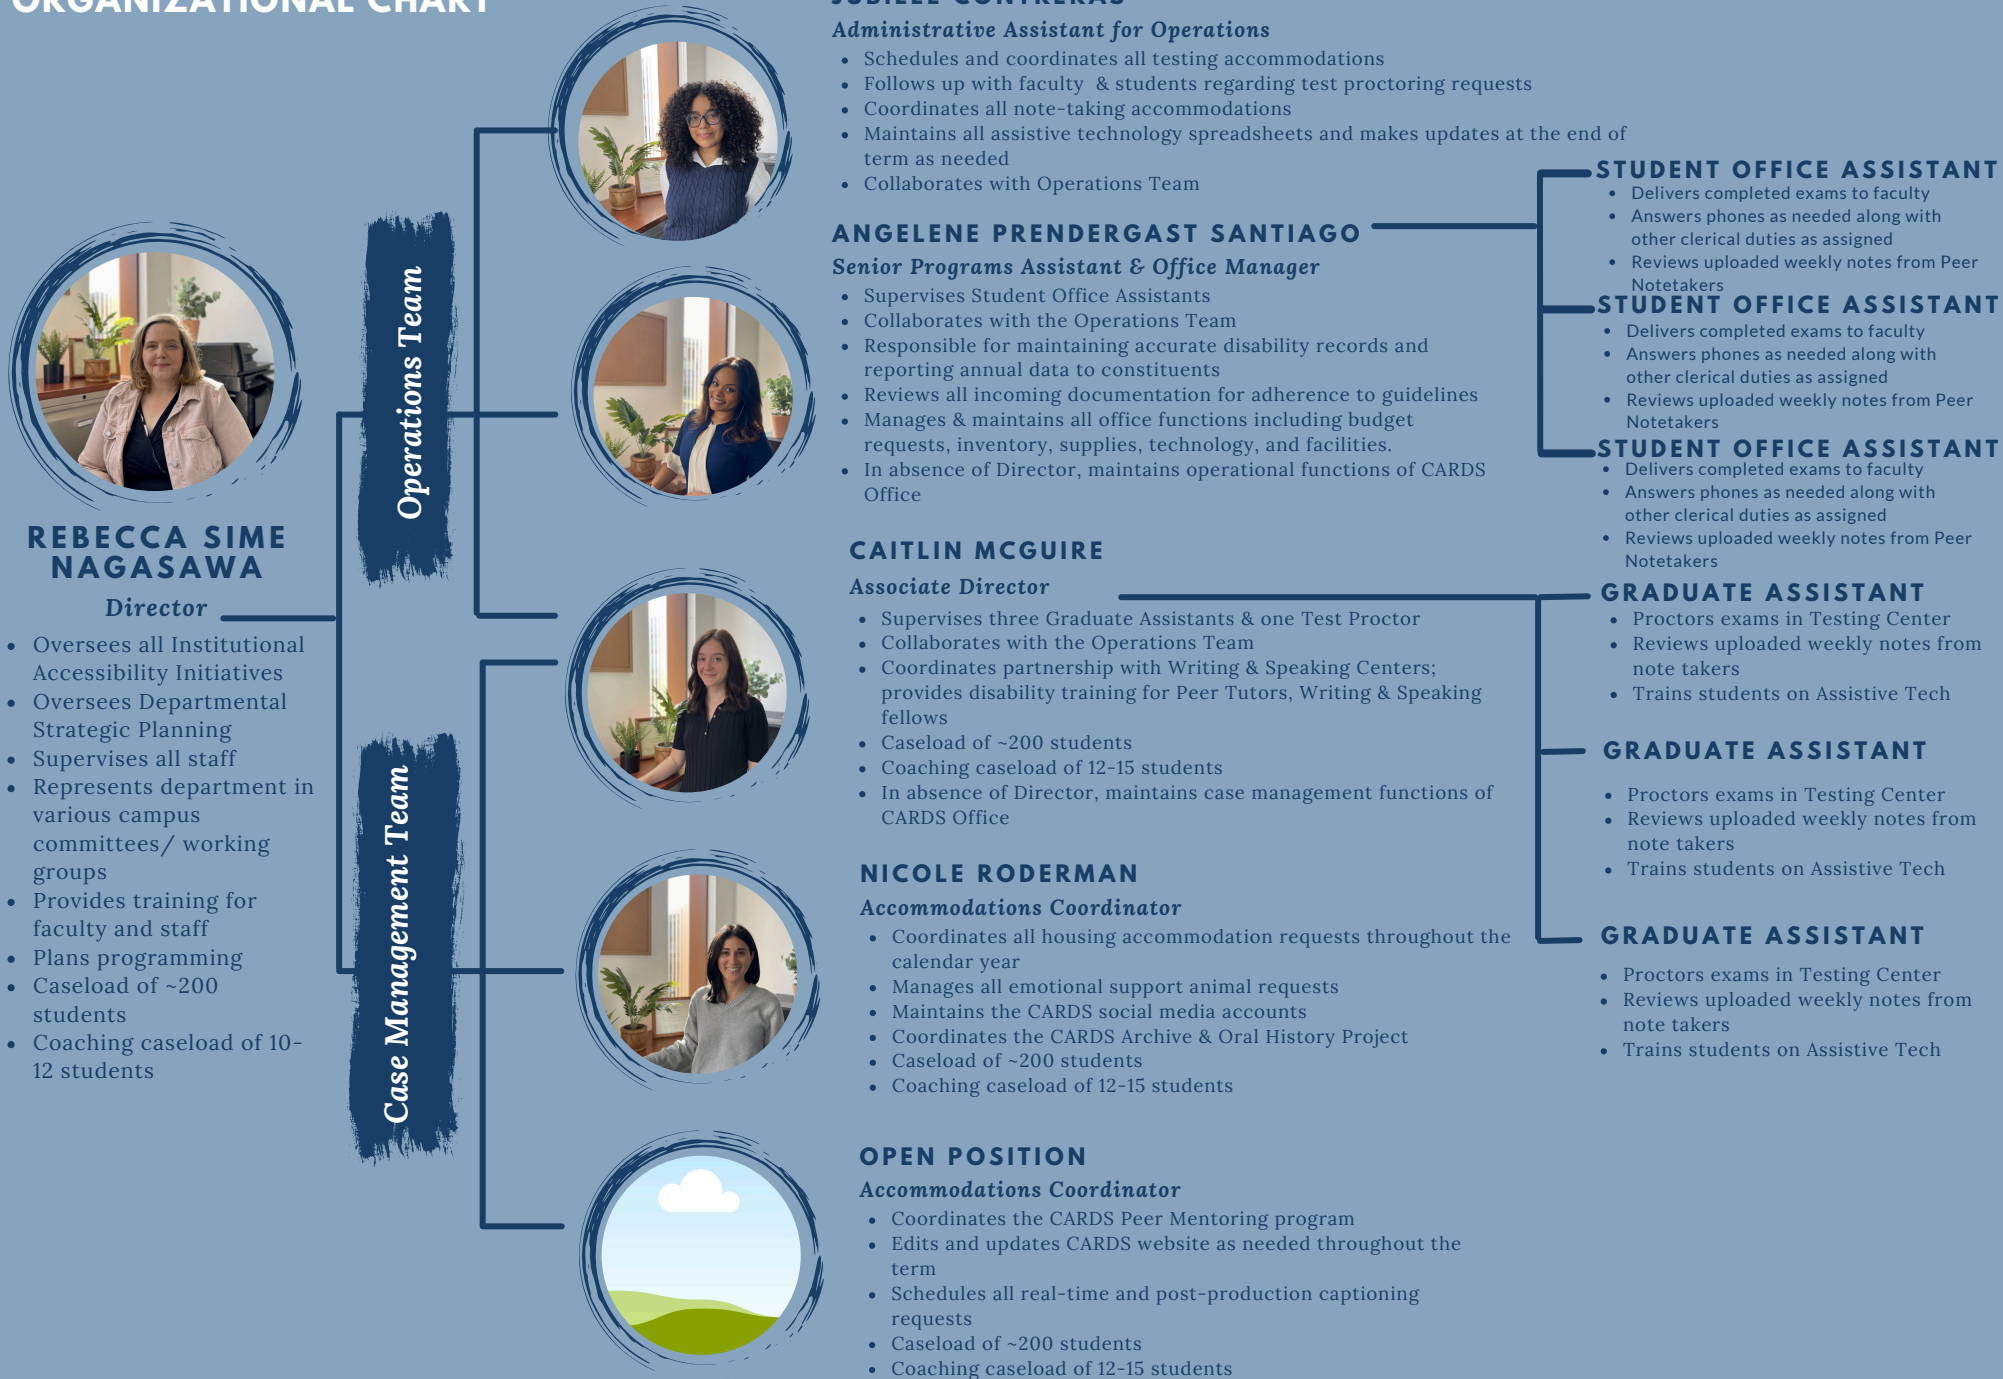 ORGANIZATIONAL CHART
JUBILEE CONTRERAS
Administrative Assistant for Operations
• Schedules and coordinates all testing accommodations
• Follows up with faculty & students regarding test proctoring requests
• Coordinates all note-taking accommodations
• Maintains all assistive technology spreadsheets and makes updates at the end of
term as needed
• Collaborates with Operations Team
ANGELENE PRENDERGAST SANTIAGO
Senior Programs Assistant & Office Manager
• Supervises Student Office Assistants
• Collaborates with the Operations Team
• Responsible for maintaining accurate disability records and
reporting annual data to constituents
• Reviews all incoming documentation for adherence to guidelines
• Manages & maintains all office functions including budget
requests, inventory, supplies, technology, and facilities.
• In absence of Director, maintains operational functions of CARDS
Office
STUDENT OFFICE ASSISTANT
• Delivers completed exams to faculty
• Answers phones as needed along with
other clerical duties as assigned
• Reviews uploaded weekly notes from Peer
Notetakers
STUDENT OFFICE ASSISTANT
• Delivers completed exams to faculty
• Answers phones as needed along with
other clerical duties as assigned
• Reviews uploaded weekly notes from Peer
Notetakers
STUDENT OFFICE ASSISTANT
• Delivers completed exams to faculty
• Answers phones as needed along with
other clerical duties as assigned
• Reviews uploaded weekly notes from Peer
Notetakers
Operations Team
REBECCA SIME
NAGASAWA
Director
• Oversees all Institutional
Accessibility Initiatives
• Oversees Departmental
Strategic Planning
• Supervises all staff
• Represents department in
various campus
committees/ working
groups
• Provides training for
faculty and staff
• Plans programming
• Caseload of ~200
students
• Coaching caseload of 10-
12 students
Case Management Team
CAITLIN MCGUIRE
Associate Director
• Supervises three Graduate Assistants & one Test Proctor
• Collaborates with the Operations Team
• Coordinates partnership with Writing & Speaking Centers;
provides disability training for Peer Tutors, Writing & Speaking
fellows
• Caseload of ~200 students
• Coaching caseload of 12-15 students
• In absence of Director, maintains case management functions of
CARDS Office
GRADUATE ASSISTANT
• Proctors exams in Testing Center
• Reviews uploaded weekly notes from
note takers
• Trains students on Assistive Tech
GRADUATE ASSISTANT
• Proctors exams in Testing Center
• Reviews uploaded weekly notes from
note takers
• Trains students on Assistive Tech
GRADUATE ASSISTANT
• Proctors exams in Testing Center
• Reviews uploaded weekly notes from
note takers
• Trains students on Assistive Tech
NICOLE RODERMAN
Accommodations Coordinator
• Coordinates all housing accommodation requests throughout the
calendar year
• Manages all emotional support animal requests
• Maintains the CARDS social media accounts
• Coordinates the CARDS Archive & Oral History Project
• Caseload of ~200 students
• Coaching caseload of 12-15 students
OPEN POSITION
Accommodations Coordinator
• Coordinates the CARDS Peer Mentoring program
• Edits and updates CARDS website as needed throughout the
term
• Schedules all real-time and post-production captioning
requests
• Caseload of ~200 students
• Coaching caseload of 12-15 students